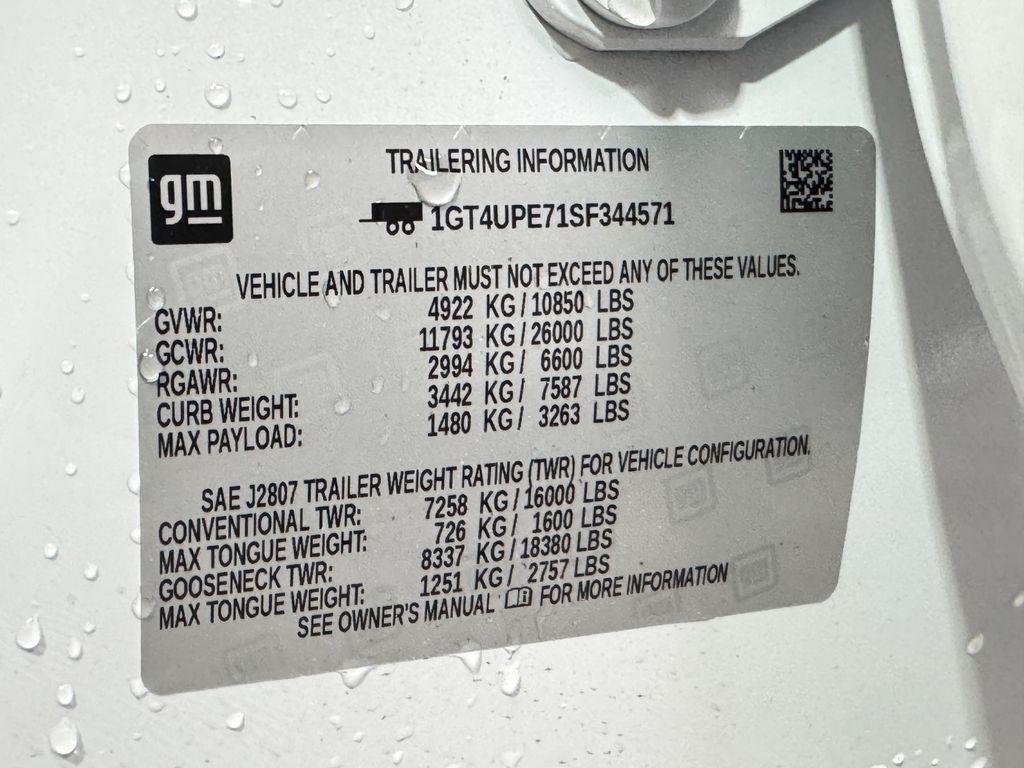 gm
TRAILERING INFORMATION
1GT4UPE71SF344571
VEHICLE AND TRAILER MUST NOT EXCEED ANY OF THESE VALUES.
GVWR: 4922 KG / 10850 LBS
GCWR: 11793 KG / 26000 LBS
RGAWR: 2994 KG / 6600 LBS
CURB WEIGHT: 3442 KG / 7587 LBS
MAX PAYLOAD: 1480 KG / 3263 LBS
SAE J2807 TRAILER WEIGHT RATING (TWR) FOR VEHICLE CONFIGURATION.
CONVENTIONAL TWR: 7258 KG / 16000 LBS
MAX TONGUE WEIGHT: 726 KG / 1600 LBS
GOOSENECK TWR: 8337 KG / 18380 LBS
MAX TONGUE WEIGHT: 1251 KG / 2757 LBS
SEE OWNER'S MANUAL FOR MORE INFORMATION